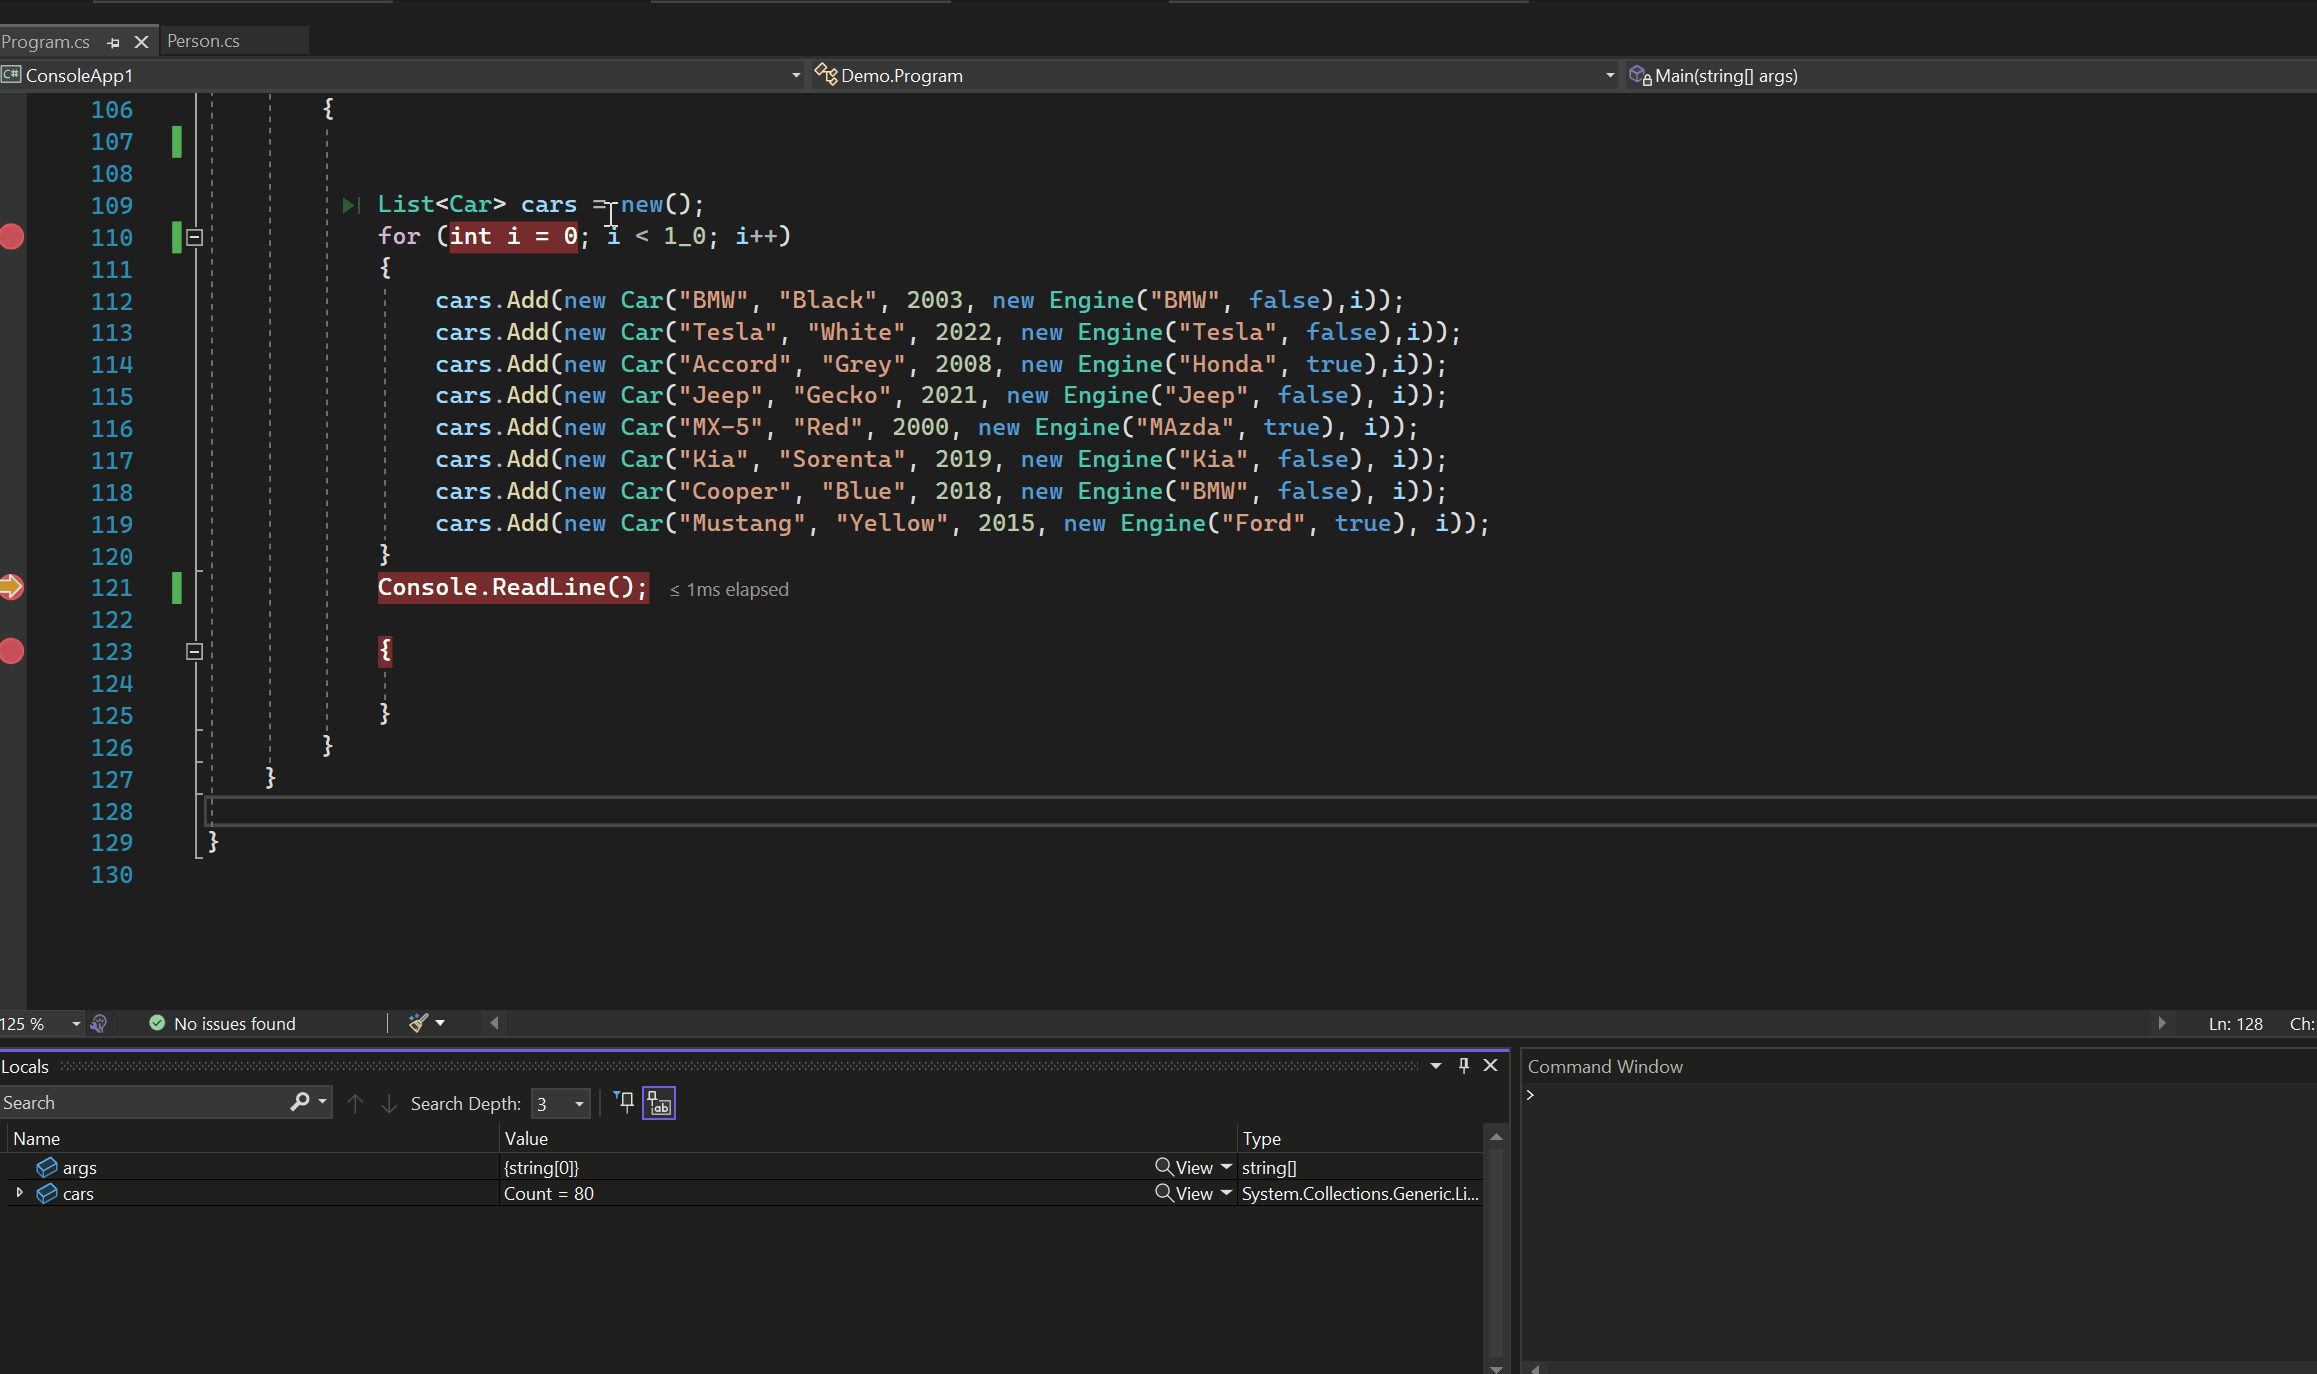 Program.cs
Person.cs
C# ConsoleApp1
Demo.Program
Main(string[] args)
106 {
107
108
109 List<Car> cars = new();
110 for (int i = 0; i < 1_0; i++)
111 {
112 cars.Add(new Car("BMW", "Black", 2003, new Engine("BMW", false),i));
113 cars.Add(new Car("Tesla", "White", 2022, new Engine("Tesla", false),i));
114 cars.Add(new Car("Accord", "Grey", 2008, new Engine("Honda", true),i));
115 cars.Add(new Car("Jeep", "Gecko", 2021, new Engine("Jeep", false), i));
116 cars.Add(new Car("MX-5", "Red", 2000, new Engine("MAzda", true), i));
117 cars.Add(new Car("Kia", "Sorenta", 2019, new Engine("Kia", false), i));
118 cars.Add(new Car("Cooper", "Blue", 2018, new Engine("BMW", false), i));
119 cars.Add(new Car("Mustang", "Yellow", 2015, new Engine("Ford", true), i));
120 }
121 Console.ReadLine(); ≤ 1ms elapsed
122
123 {
124
125 }
126 }
127 }
128
129 }
130
125 % No issues found Ln: 128 Ch:
Locals
Search Search Depth: 3
Name Value Type
args {string[0]} View string[]
cars Count = 80 View System.Collections.Generic.Li...
Command Window
>